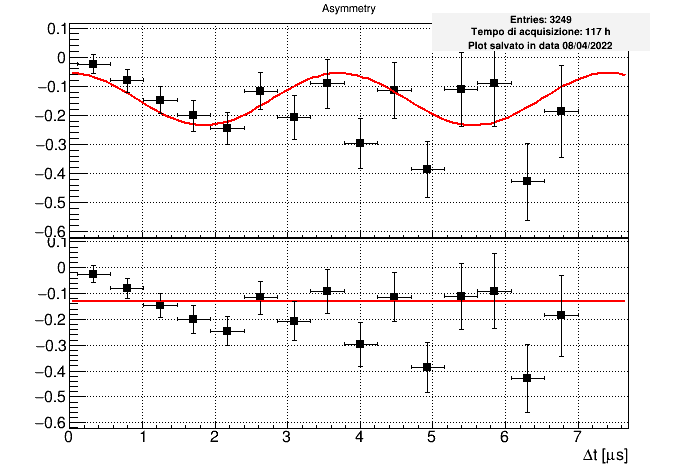 Asymmetry
Entries: 3249
Tempo di acquisizione: 117 h
Plot salvato in data 08/04/2022
0.1
0
−0.1
−0.2
−0.3
−0.4
−0.5
−0.6
0.1
0
−0.1
−0.2
−0.3
−0.4
−0.5
−0.6
0 1 2 3 4 5 6 7
Δt [μs]